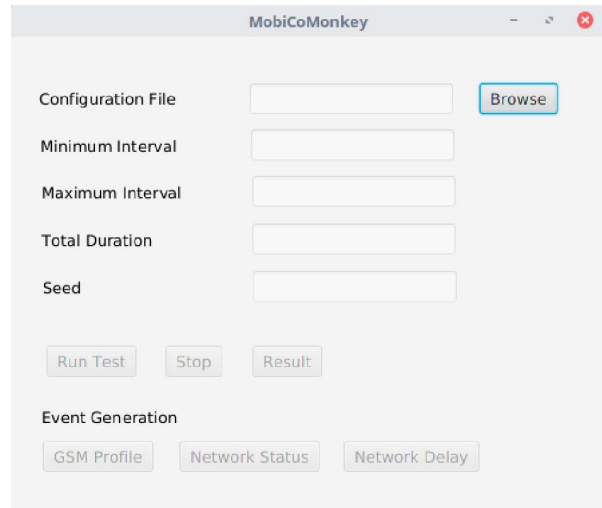 MobiCoMonkey
Configuration File Browse
Minimum Interval
Maximum Interval
Total Duration
Seed
Run Test Stop Result
Event Generation
GSM Profile Network Status Network Delay